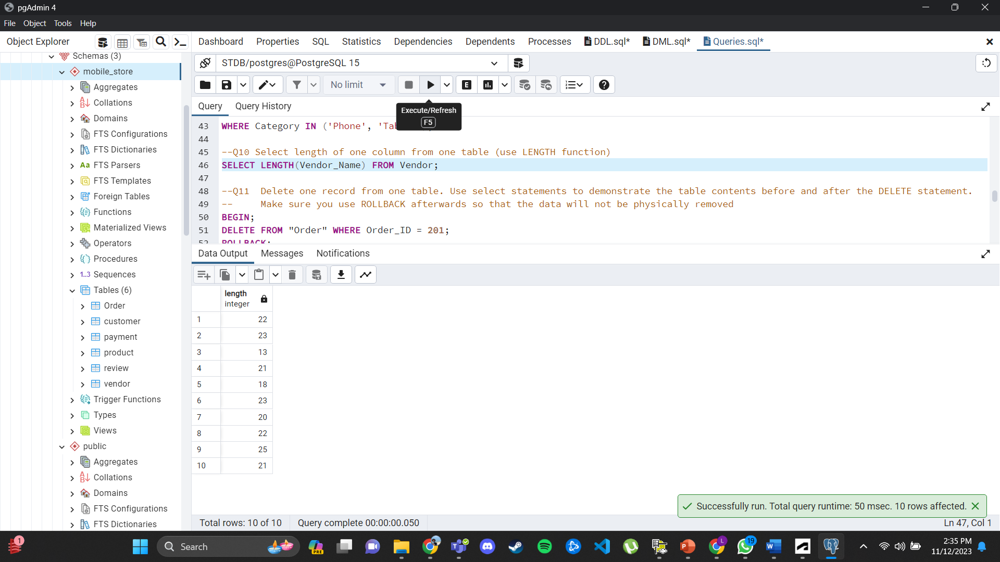 pgAdmin 4
File Object Tools Help
Object Explorer
Dashboard Properties SQL Statistics Dependencies Dependents Processes DDL.sql* DML.sql* Queries.sql*
Schemas (3)
mobile_store
Aggregates
Collations
Domains
FTS Configurations
FTS Dictionaries
FTS Parsers
FTS Templates
Foreign Tables
Functions
Materialized Views
Operators
Procedures
1..3 Sequences
Tables (6)
Order
customer
payment
product
review
vendor
Trigger Functions
Types
Views
public
Aggregates
Collations
Domains
FTS Configurations
FTS Dictionaries
STDB/postgres@PostgreSQL 15
No limit
E
Query Query History
Execute/Refresh
F5
43 WHERE Category IN ('Phone', 'Ta
44
45 --Q10 Select length of one column from one table (use LENGTH function)
46 SELECT LENGTH(Vendor_Name) FROM Vendor;
47
48 --Q11 Delete one record from one table. Use select statements to demonstrate the table contents before and after the DELETE statement.
49 -- Make sure you use ROLLBACK afterwards so that the data will not be physically removed
50 BEGIN;
51 DELETE FROM "Order" WHERE Order_ID = 201;
52 ROLLBACK;
Data Output Messages Notifications
length
integer
1 22
2 23
3 13
4 21
5 18
6 23
7 20
8 22
9 25
10 21
Successfully run. Total query runtime: 50 msec. 10 rows affected.
Total rows: 10 of 10 Query complete 00:00:00.050 Ln 47, Col 1
1
Search
PRE
L
19
2:35 PM
11/12/2023